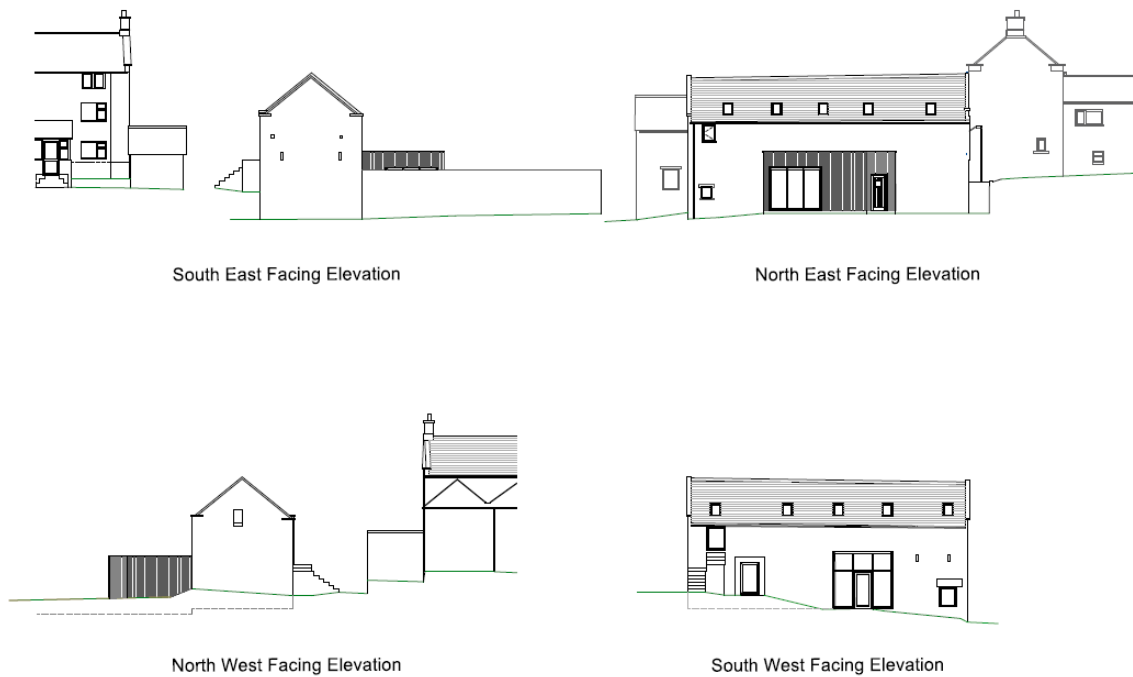 South East Facing Elevation
North East Facing Elevation
North West Facing Elevation
South West Facing Elevation